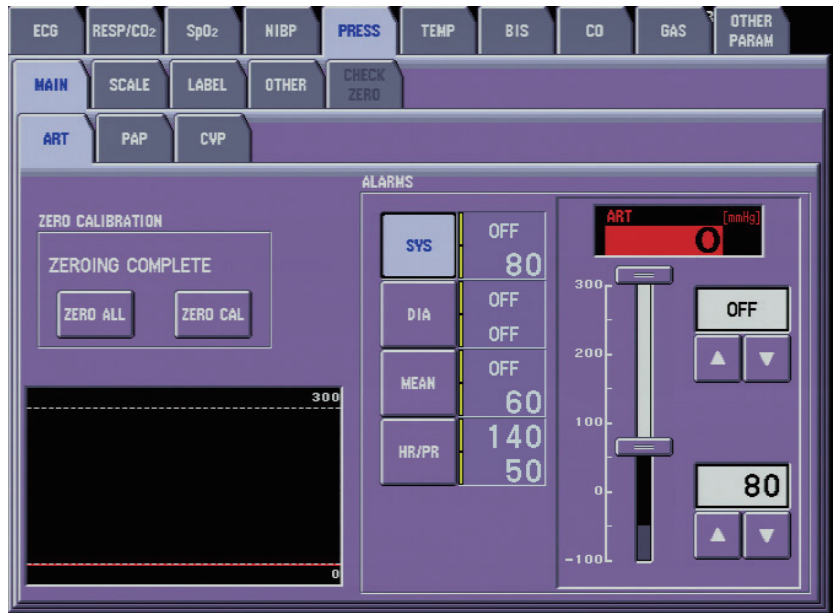 ECG RESP/CO2 SpO2 NIBP PRESS TEMP BIS CO GAS OTHER PARAM
MAIN SCALE LABEL OTHER CHECK ZERO
ART PAP CVP
ALARMS
ZERO CALIBRATION
ZEROING COMPLETE
ZERO ALL ZERO CAL
300
0
SYS OFF
80
DIA OFF
OFF
MEAN OFF
60
HR/PR 140
50
ART [mmHg]
0
300
200
100
0
-100
OFF
▲ ▼
80
▲ ▼